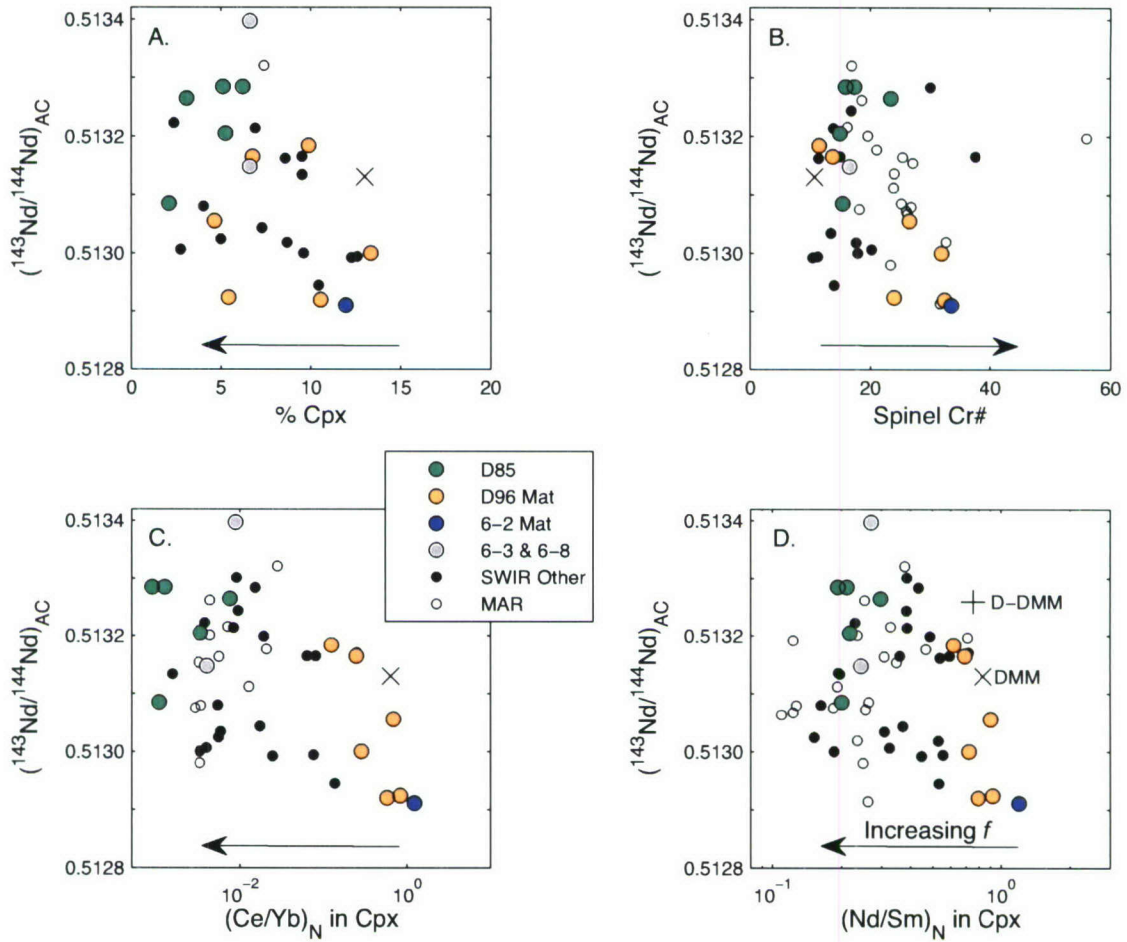 A.
0.5134
0.5132
0.5130
0.5128
(143Nd/144Nd)AC
0 5 10 15 20
% Cpx
B.
0.5134
0.5132
0.5130
0.5128
(143Nd/144Nd)AC
0 20 40 60
Spinel Cr#
D85
D96 Mat
6-2 Mat
6-3 & 6-8
SWIR Other
MAR
C.
0.5134
0.5132
0.5130
0.5128
(143Nd/144Nd)AC
10-2 100
(Ce/Yb)N in Cpx
D.
0.5134
0.5132
0.5130
0.5128
(143Nd/144Nd)AC
D-DMM
DMM
Increasing f
10-1 100
(Nd/Sm)N in Cpx